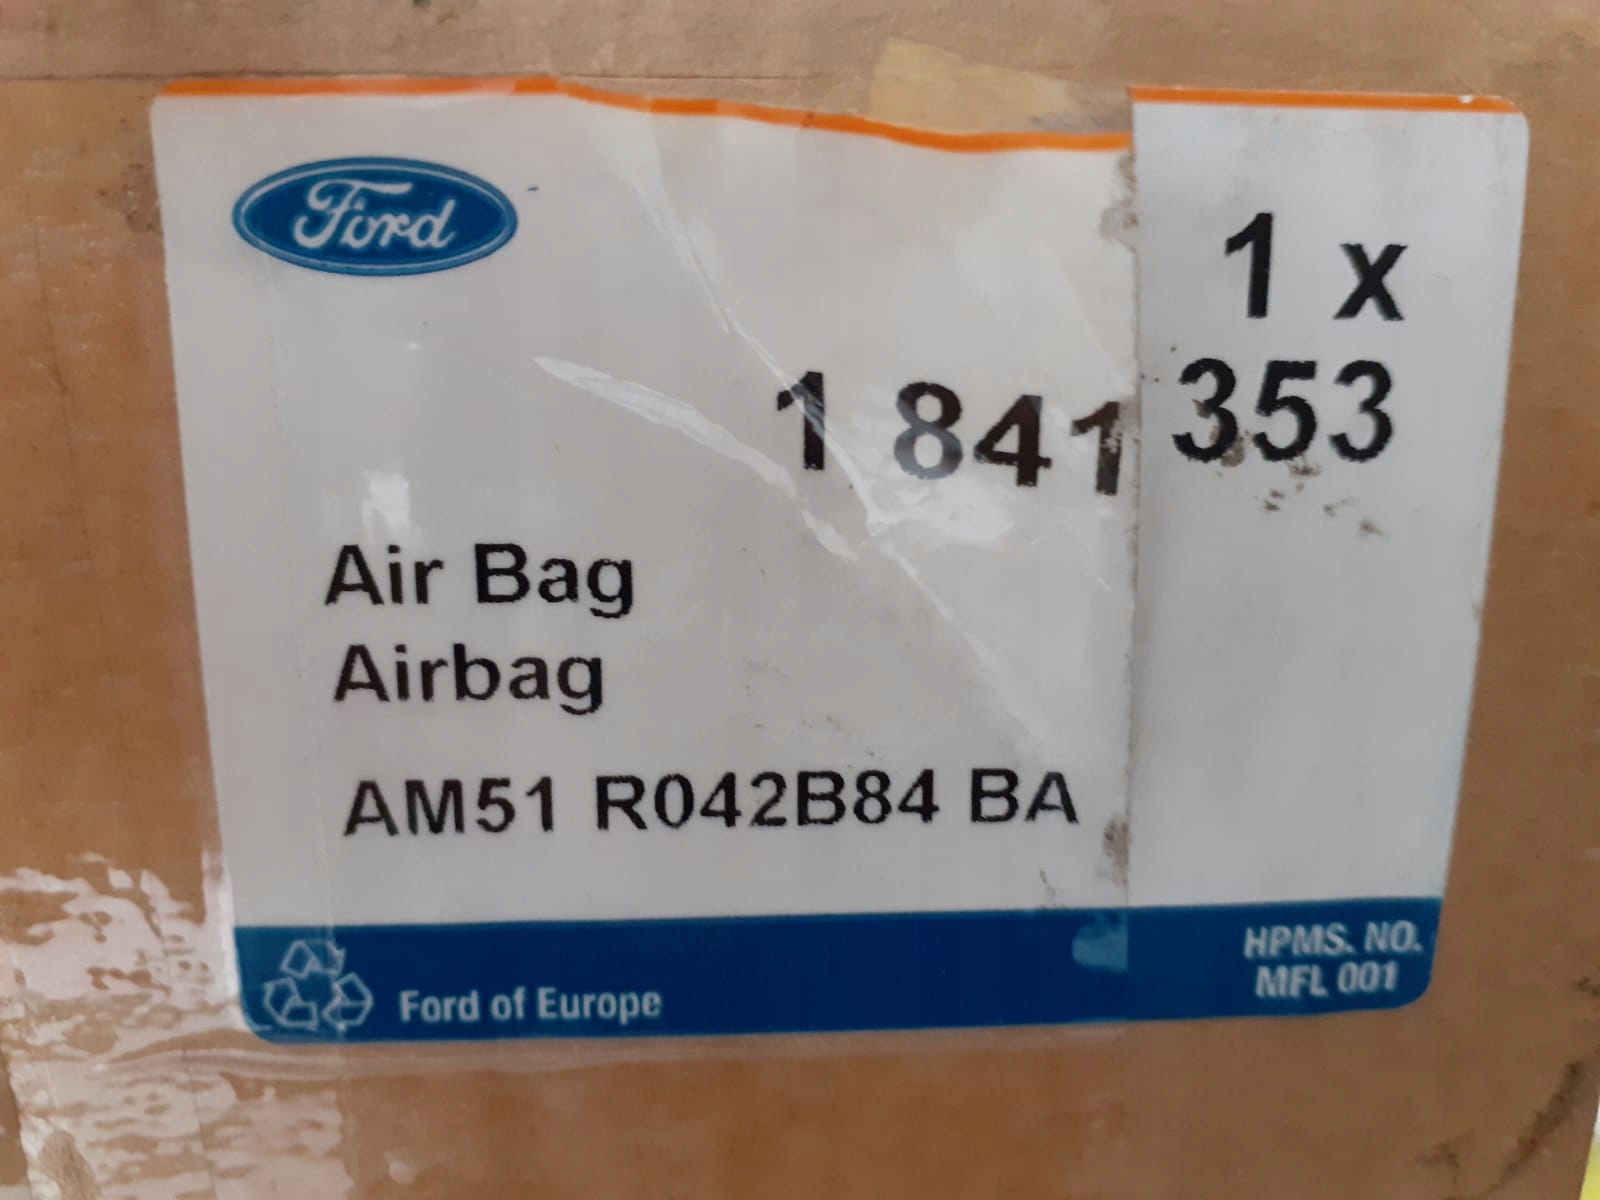 Ford
1 x
1 841 353
Air Bag
Airbag
AM51 R042B84 BA
Ford of Europe
HPMS. NO.
MFL 001